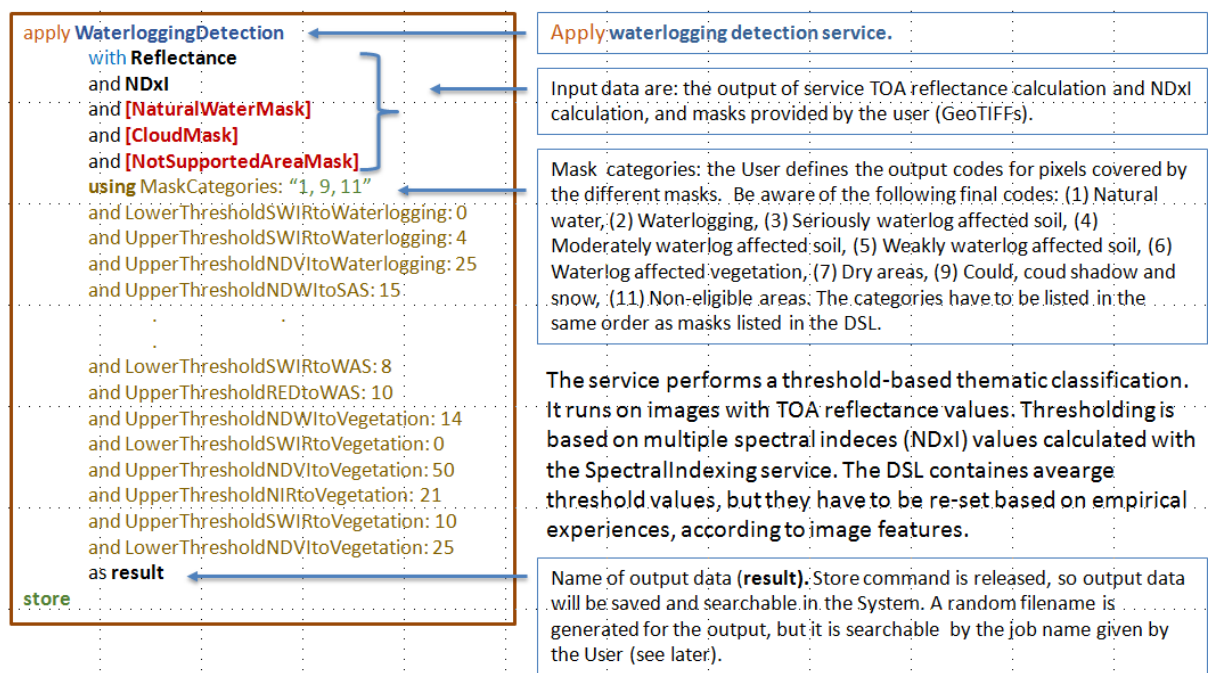 apply WaterloggingDetection
with Reflectance
and NDxI
and [NaturalWaterMask]
and [CloudMask]
and [NotSupportedAreaMask]
using MaskCategories: “1, 9, 11”
and LowerThresholdSWIRtoWaterlogging: 0
and UpperThresholdSWIRtoWaterlogging: 4
and UpperThresholdNDVItoWaterlogging: 25
and UpperThresholdNDWItoSAS: 15
. .
.
and LowerThresholdSWIRtoWAS: 8
and UpperThresholdREDtoWAS: 10
and UpperThresholdNDWItoVegetation: 14
and LowerThresholdSWIRtoVegetation: 0
and UpperThresholdNDVItoVegetation: 50
and UpperThresholdNIRtoVegetation: 21
and UpperThresholdSWIRtoVegetation: 10
and LowerThresholdNDVItoVegetation: 25
as result
store
Apply waterlogging detection service.
Input data are: the output of service TOA reflectance calculation and NDxI
calculation, and masks provided by the user (GeoTIFFs).
Mask categories: the User defines the output codes for pixels covered by
the different masks. Be aware of the following final codes: (1) Natural
water, (2) Waterlogging, (3) Seriously waterlog affected soil, (4)
Moderately waterlog affected soil, (5) Weakly waterlog affected soil, (6)
Waterlog affected vegetation, (7) Dry areas, (9) Could, coud shadow and
snow, (11) Non-eligible areas. The categories have to be listed in the
same order as masks listed in the DSL.
The service performs a threshold-based thematic classification.
It runs on images with TOA reflectance values. Thresholding is
based on multiple spectral indeces (NDxI) values calculated with
the SpectralIndexing service. The DSL containes avearge
threshold values, but they have to be re-set based on empirical
experiences, according to image features.
Name of output data (result). Store command is released, so output data
will be saved and searchable in the System. A random filename is
generated for the output, but it is searchable by the job name given by
the User (see later).